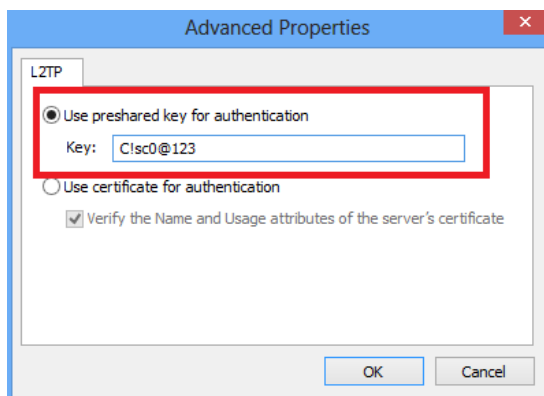 Advanced Properties
L2TP
Use preshared key for authentication
Key: C!sc0@123
Use certificate for authentication
Verify the Name and Usage attributes of the server's certificate
OK Cancel